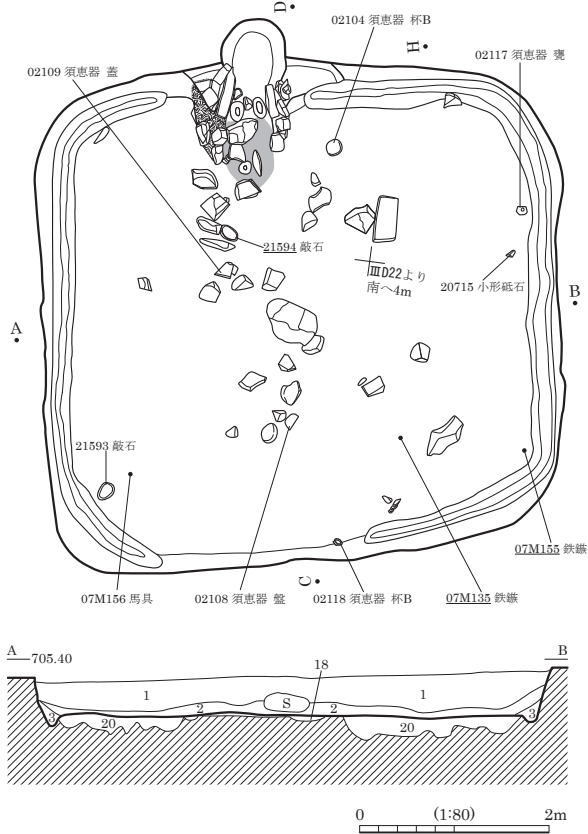 D
02104 須恵器 杯B
H
02109 須恵器 蓋
02117 須恵器 甕
21594 敲石
ⅢD22より
南へ4m
20715 小形砥石
B
A
21593 敲石
07M155 鉄鏃
07M156 馬具
02108 須恵器 盤
C
02118 須恵器 杯B
07M135 鉄鏃
A
705.40
18
B
1
1
S
2
2
3
3
20
20
0
(1:80)
2m